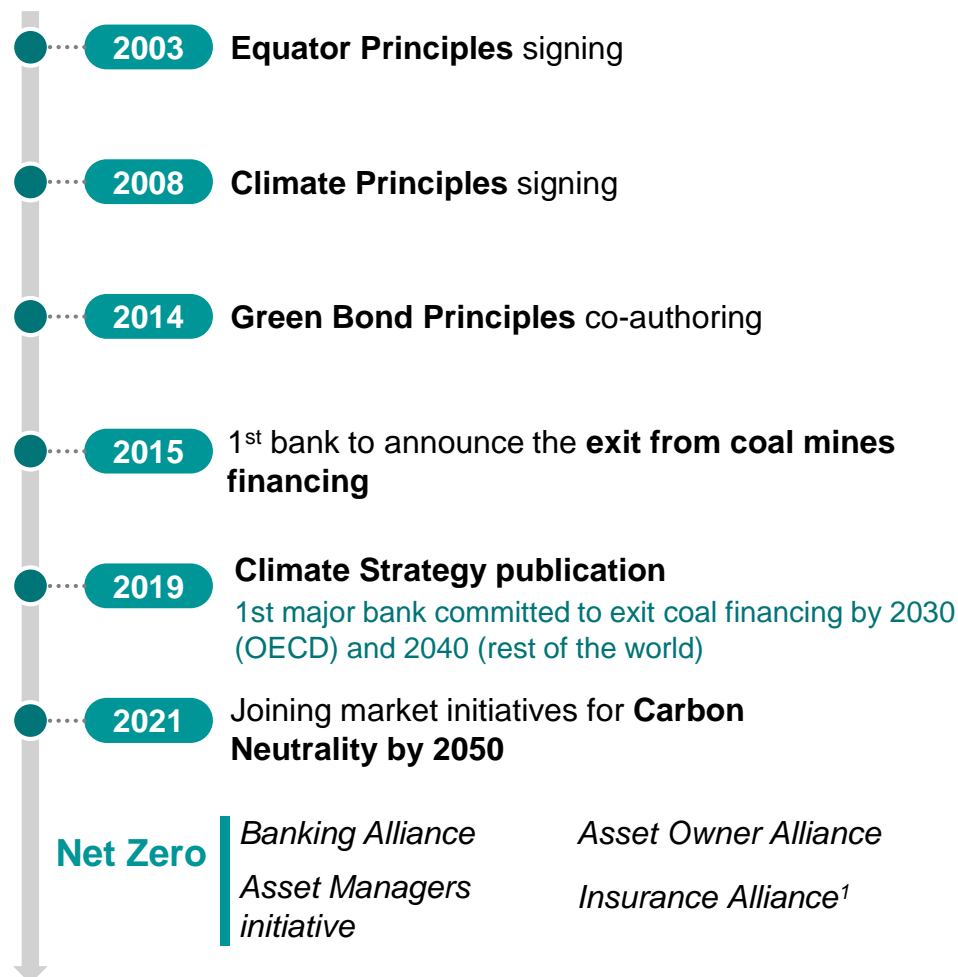 2003 Equator Principles signing
2008 Climate Principles signing
2014 Green Bond Principles co-authoring
2015 1st bank to announce the exit from coal mines
financing
2019 Climate Strategy publication
1st major bank committed to exit coal financing by 2030
(OECD) and 2040 (rest of the world)
2021 Joining market initiatives for Carbon
Neutrality by 2050
Net Zero
Banking Alliance
Asset Managers
initiative
Asset Owner Alliance
Insurance Alliance1